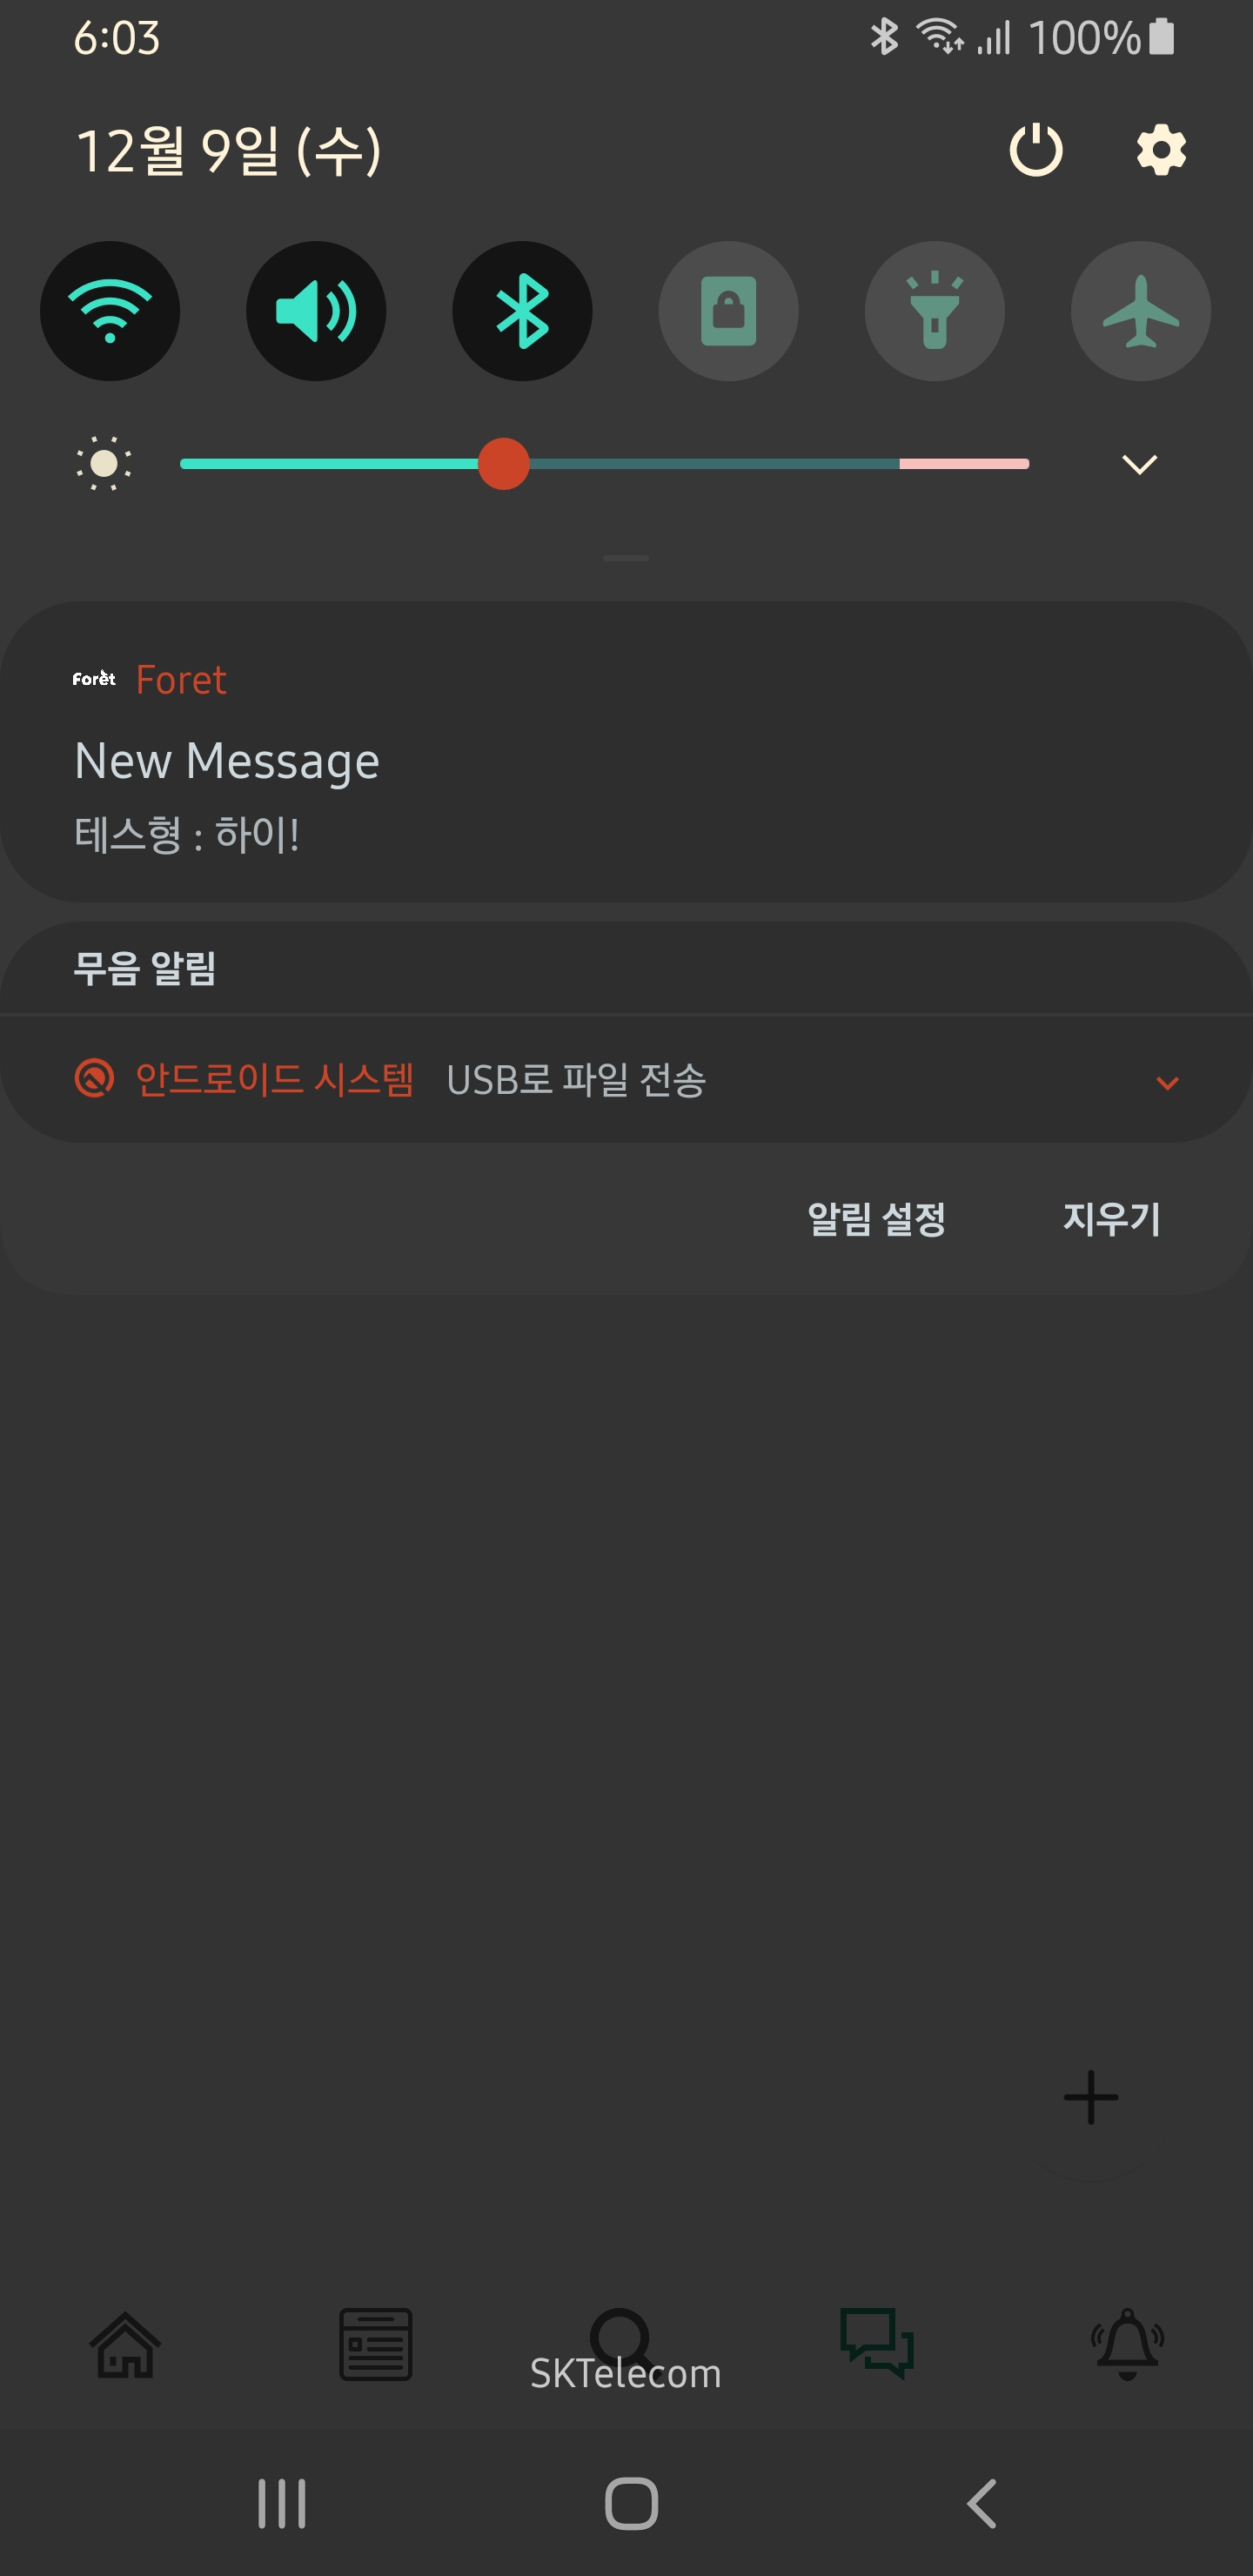 6:03 100%
12월 9일 (수)
Forêt Foret
New Message
테스형 : 하이!
무음 알림
안드로이드 시스템 USB로 파일 전송
알림 설정 지우기
SKTelecom